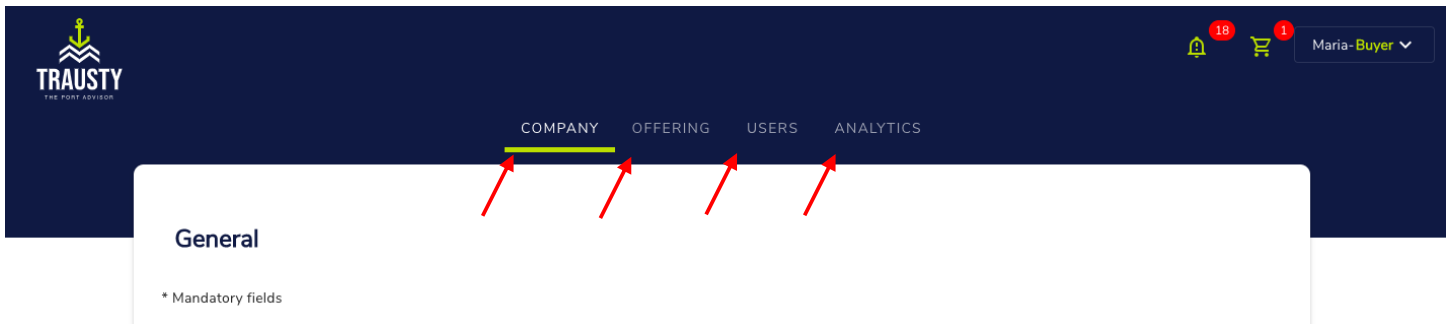 TRAUSTY
THE PORT ADVISOR
18
1
Maria-Buyer
COMPANY OFFERING USERS ANALYTICS
General
* Mandatory fields